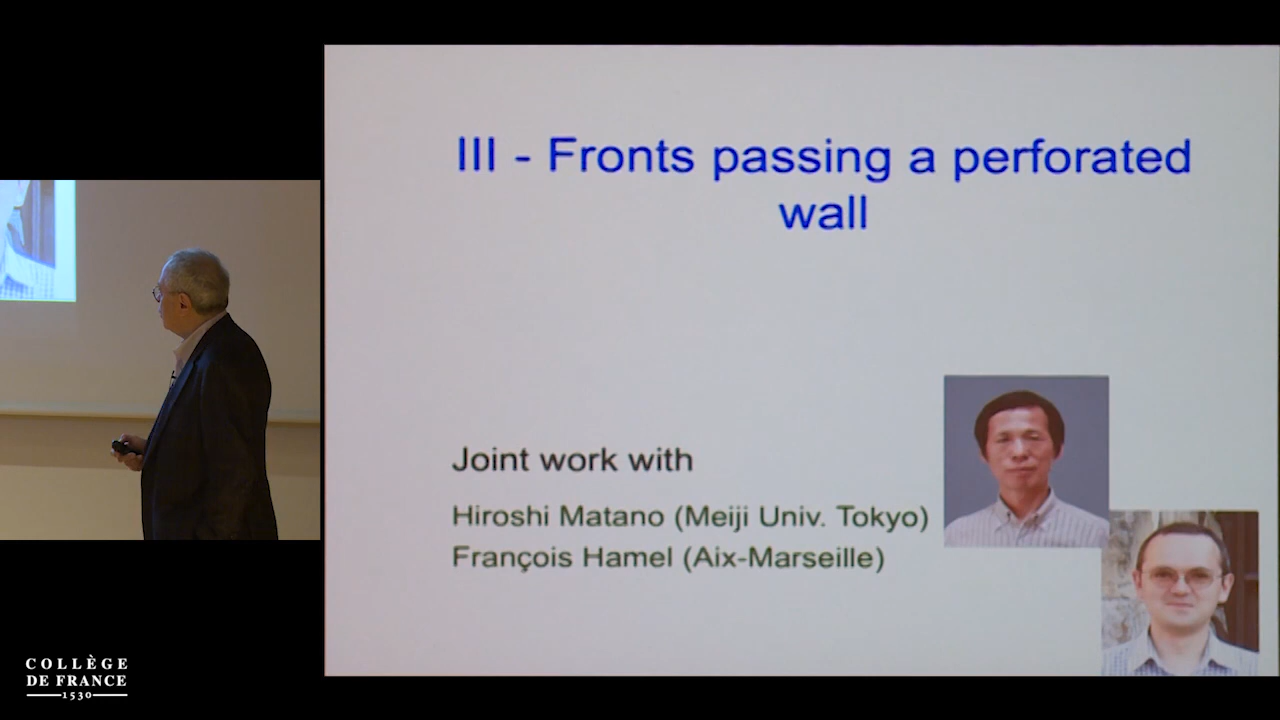 III - Fronts passing a perforated
wall
Joint work with
Hiroshi Matano (Meiji Univ. Tokyo)
François Hamel (Aix-Marseille)
COLLÈGE
DE FRANCE
1530